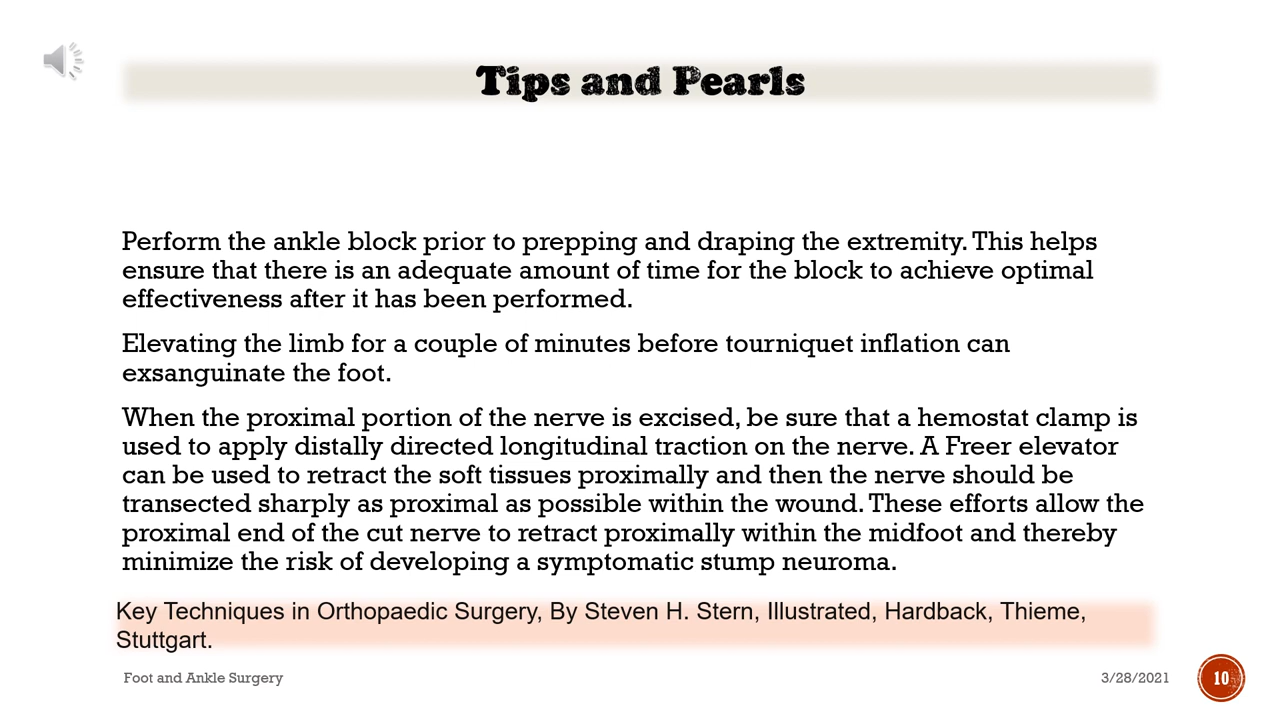 Tips and Pearls
Perform the ankle block prior to prepping and draping the extremity. This helps
ensure that there is an adequate amount of time for the block to achieve optimal
effectiveness after it has been performed.
Elevating the limb for a couple of minutes before tourniquet inflation can
exsanguinate the foot.
When the proximal portion of the nerve is excised, be sure that a hemostat clamp is
used to apply distally directed longitudinal traction on the nerve. A Freer elevator
can be used to retract the soft tissues proximally and then the nerve should be
transected sharply as proximal as possible within the wound. These efforts allow the
proximal end of the cut nerve to retract proximally within the midfoot and thereby
minimize the risk of developing a symptomatic stump neuroma.
Key Techniques in Orthopaedic Surgery, By Steven H. Stern, Illustrated, Hardback, Thieme,
Stuttgart.
Foot and Ankle Surgery
3/28/2021
10